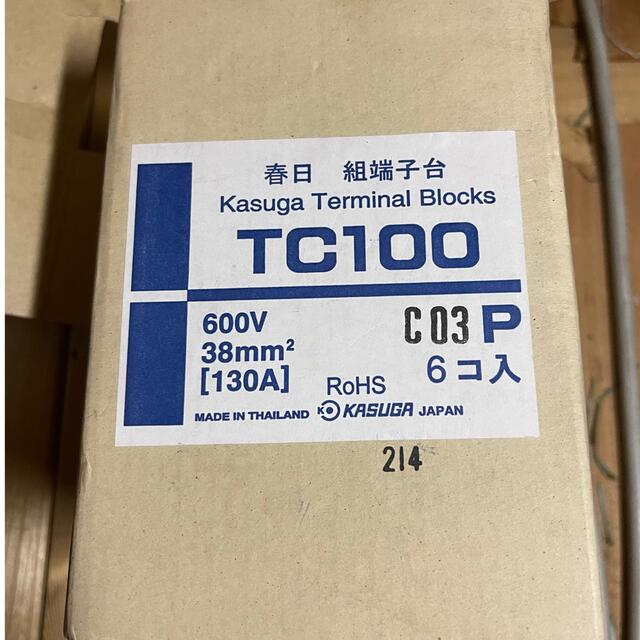 春日 組端子台
Kasuga Terminal Blocks
TC100
600V
38mm²
[130A]
C03 P
6コ入
RoHS
MADE IN THAILAND KASUGA JAPAN
214